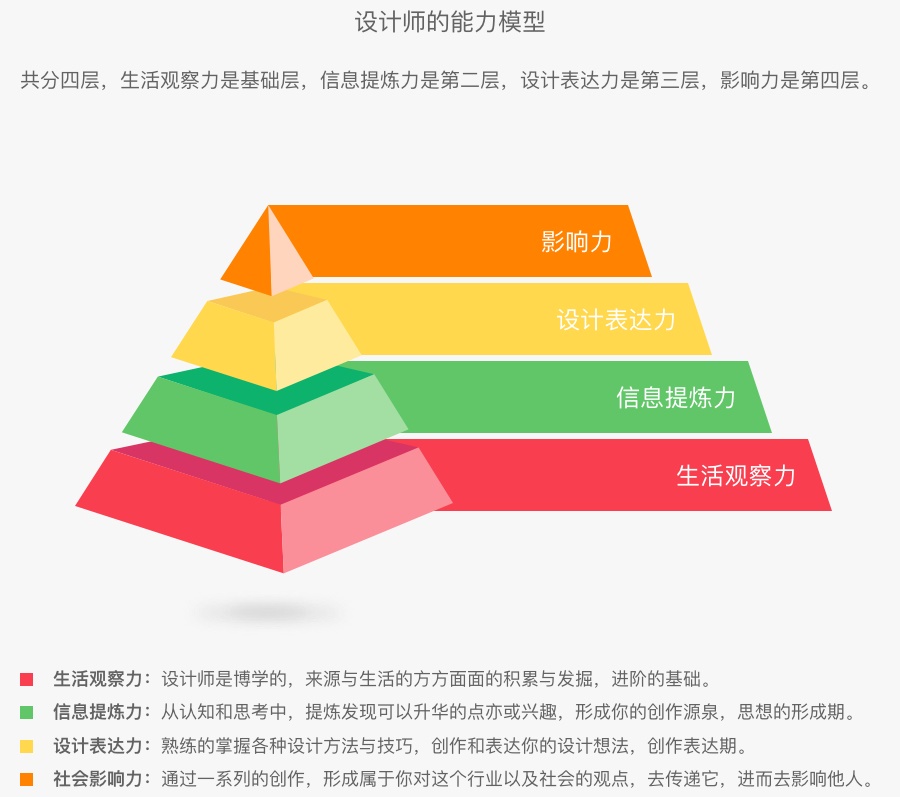 设计师的能力模型
共分四层，生活观察力是基础层，信息提炼力是第二层，设计表达力是第三层，影响力是第四层。
影响力
设计表达力
信息提炼力
生活观察力
生活观察力：设计师是博学的，来源与生活的方方面面的积累与发掘，进阶的基础。
信息提炼力：从认知和思考中，提炼发现可以升华的点亦或兴趣，形成你的创作源泉，思想的形成期。
设计表达力：熟练的掌握各种设计方法与技巧，创作和表达你的设计想法，创作表达期。
社会影响力：通过一系列的创作，形成属于你对这个行业以及社会的观点，去传递它，进而去影响他人。